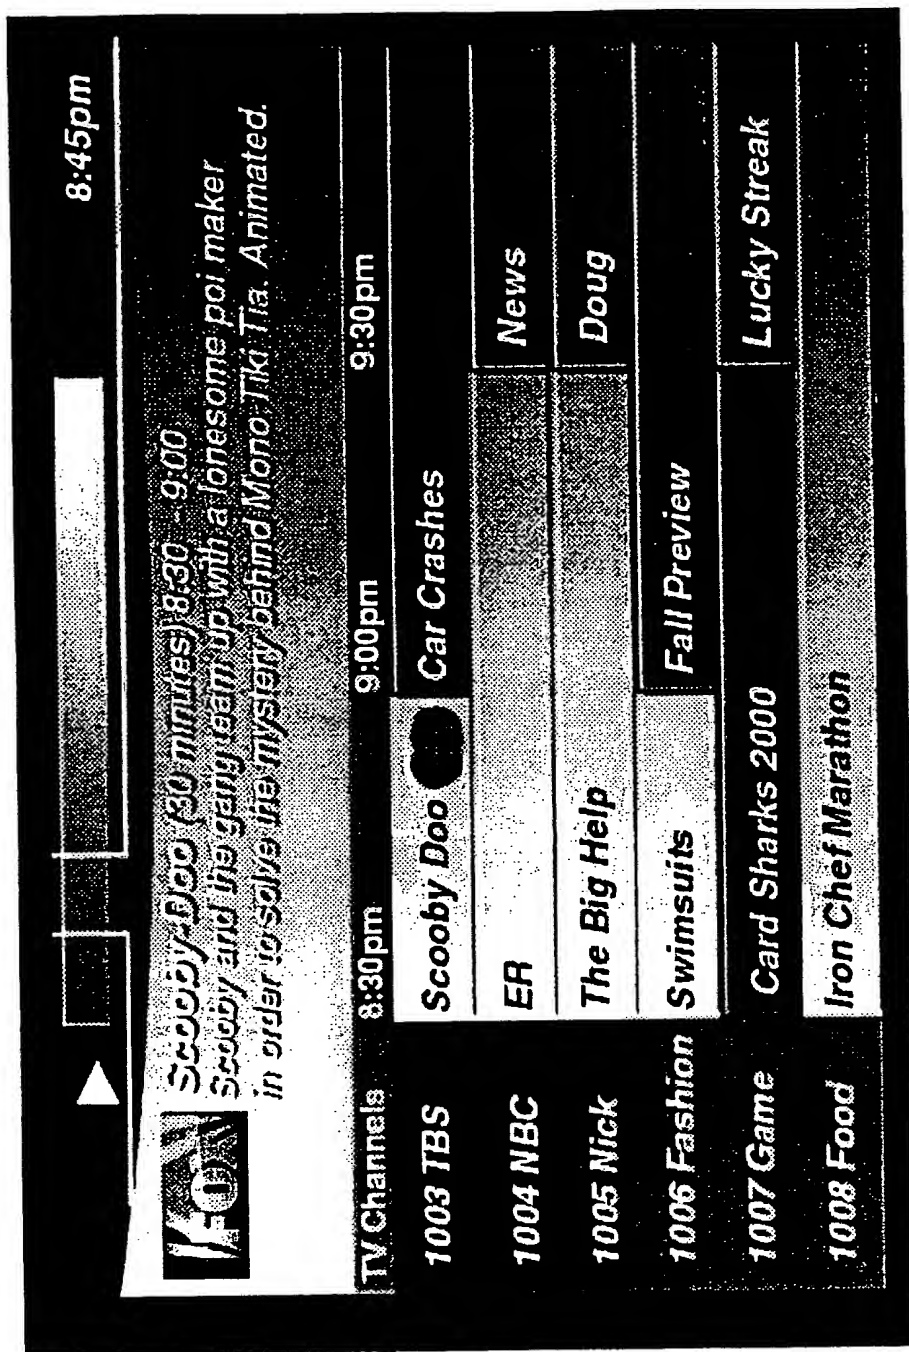 8:45pm
FOX
Scooby-Doo (30 minutes) 8:30 - 9:00
Scooby and the gang team up with a lonesome poi maker
in order to solve the mystery behind Mono Tiki Tia. Animated.
TV Channels 8:30pm 9:00pm 9:30pm
1003 TBS Scooby Doo Car Crashes
1004 NBC ER News
1005 Nick The Big Help Doug
1006 Fashion Swimsuits Fall Preview
1007 Game Card Sharks 2000 Lucky Streak
1008 Food Iron Chef Marathon